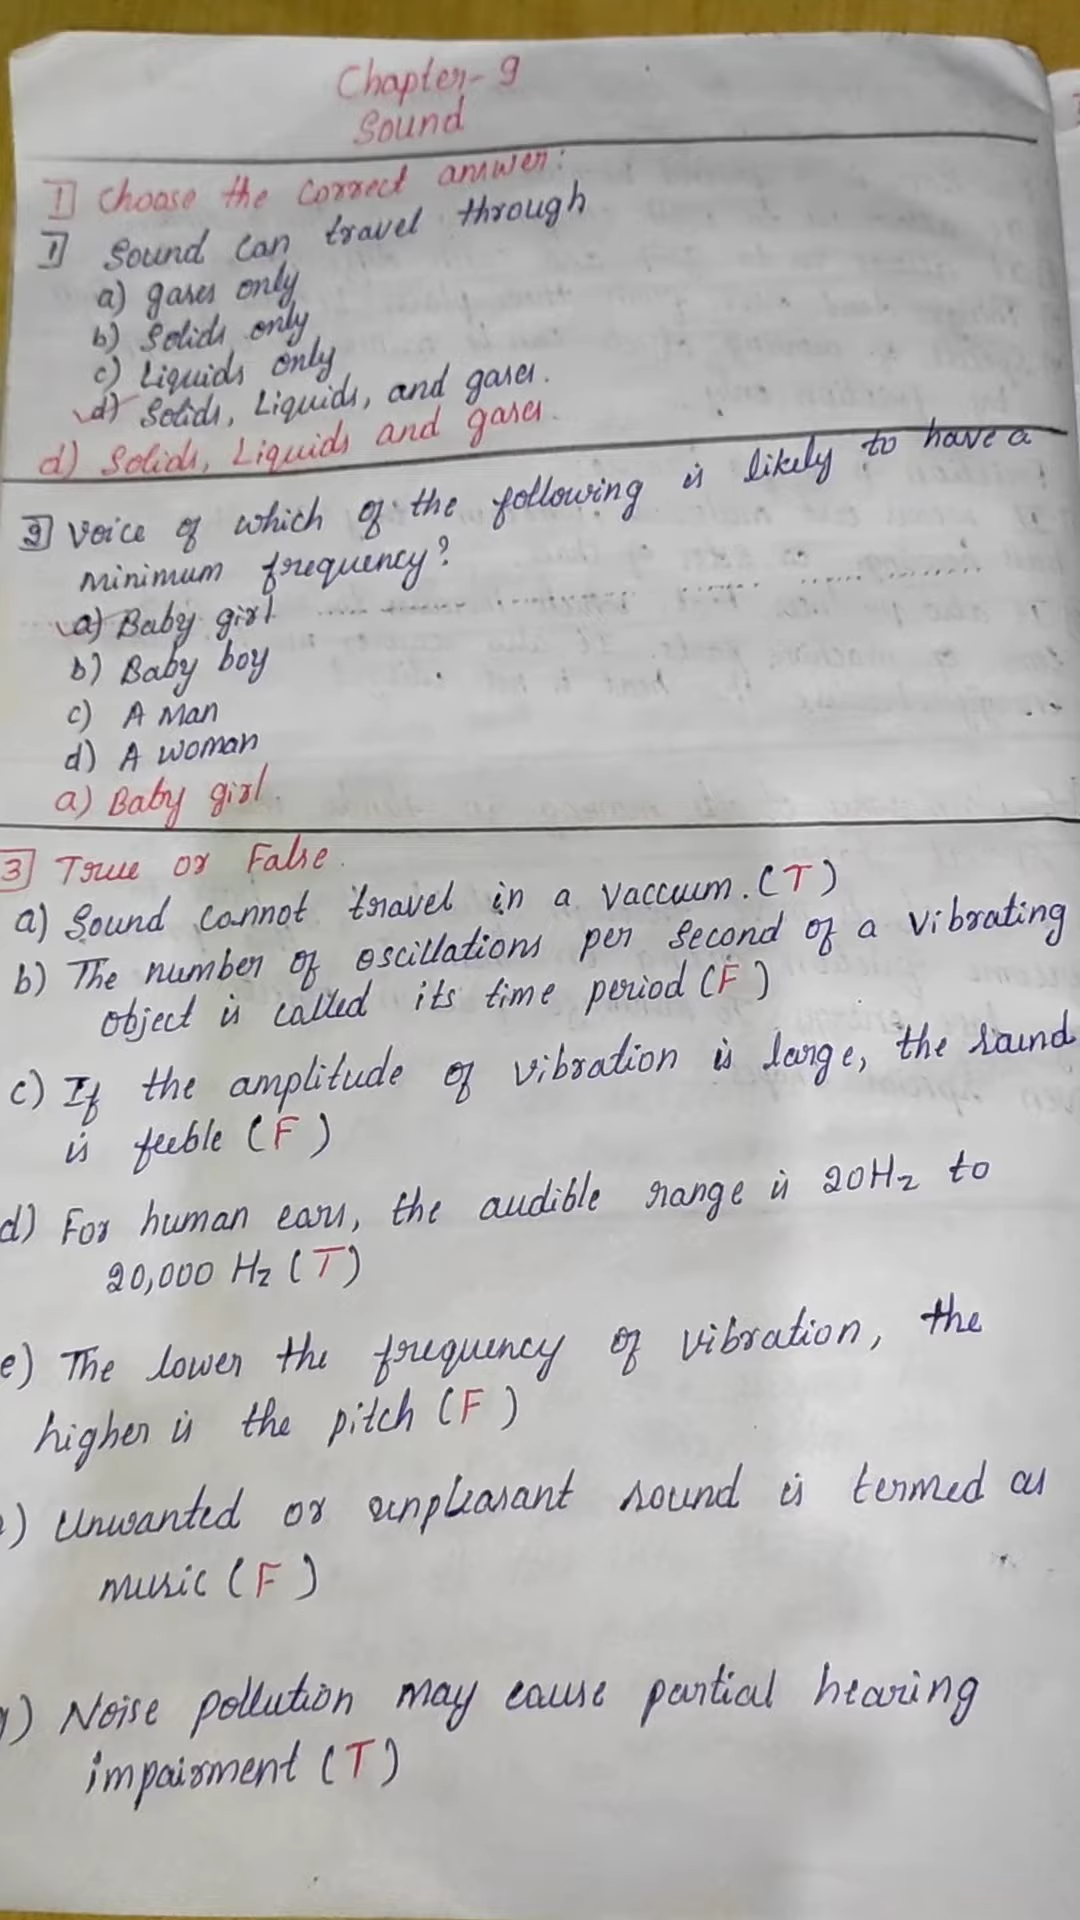 Chapter-9
Sound
1] Choose the Correct answer:
1] Sound Can travel through
a) gases only
b) Solids only
c) Liquids only
d) Solids, Liquids, and gases.
d) Solids, Liquids and gases.
2] Voice of which of the following is likely to have a
minimum frequency?
a) Baby girl.
b) Baby boy
c) A Man
d) A woman
a) Baby girl.
3] True or False.
a) Sound cannot travel in a vaccuum. (T)
b) The number of oscillations per second of a vibrating
object is called its time period (F)
c) If the amplitude of vibration is large, the sound
is feeble (F)
d) For human ears, the audible range is 20Hz to
20,000 Hz (T)
e) The lower the frequency of vibration, the
higher is the pitch (F)
) Unwanted or unpleasant sound is termed as
music (F)
) Noise pollution may cause partial hearing
impairment (T)